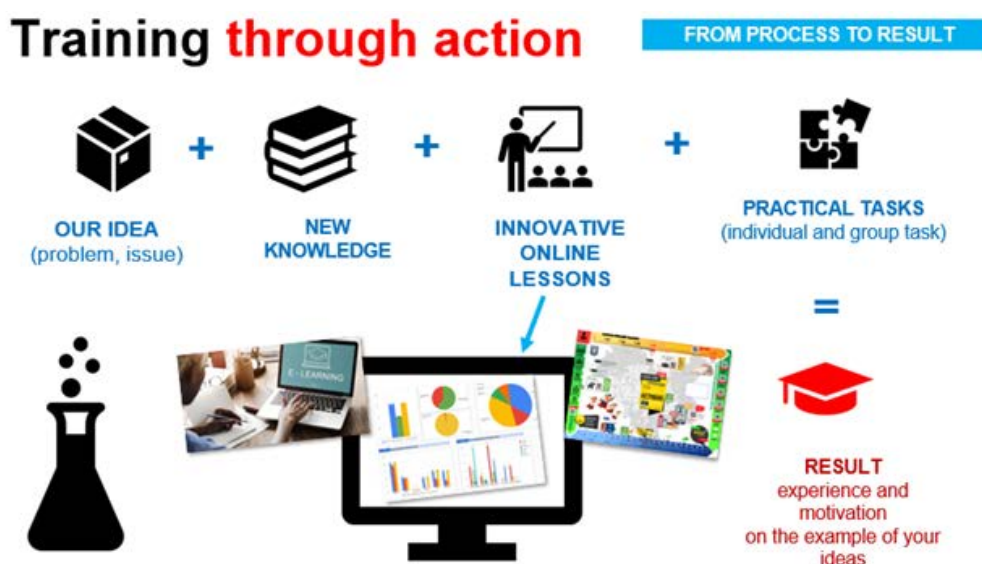 Training through action
FROM PROCESS TO RESULT
+
+
+
OUR IDEA
(problem, issue)
NEW
KNOWLEDGE
INNOVATIVE
ONLINE
LESSONS
PRACTICAL TASKS
(individual and group task)
=
E - LEARNING
RESULT
experience and
motivation
on the example of your
ideas